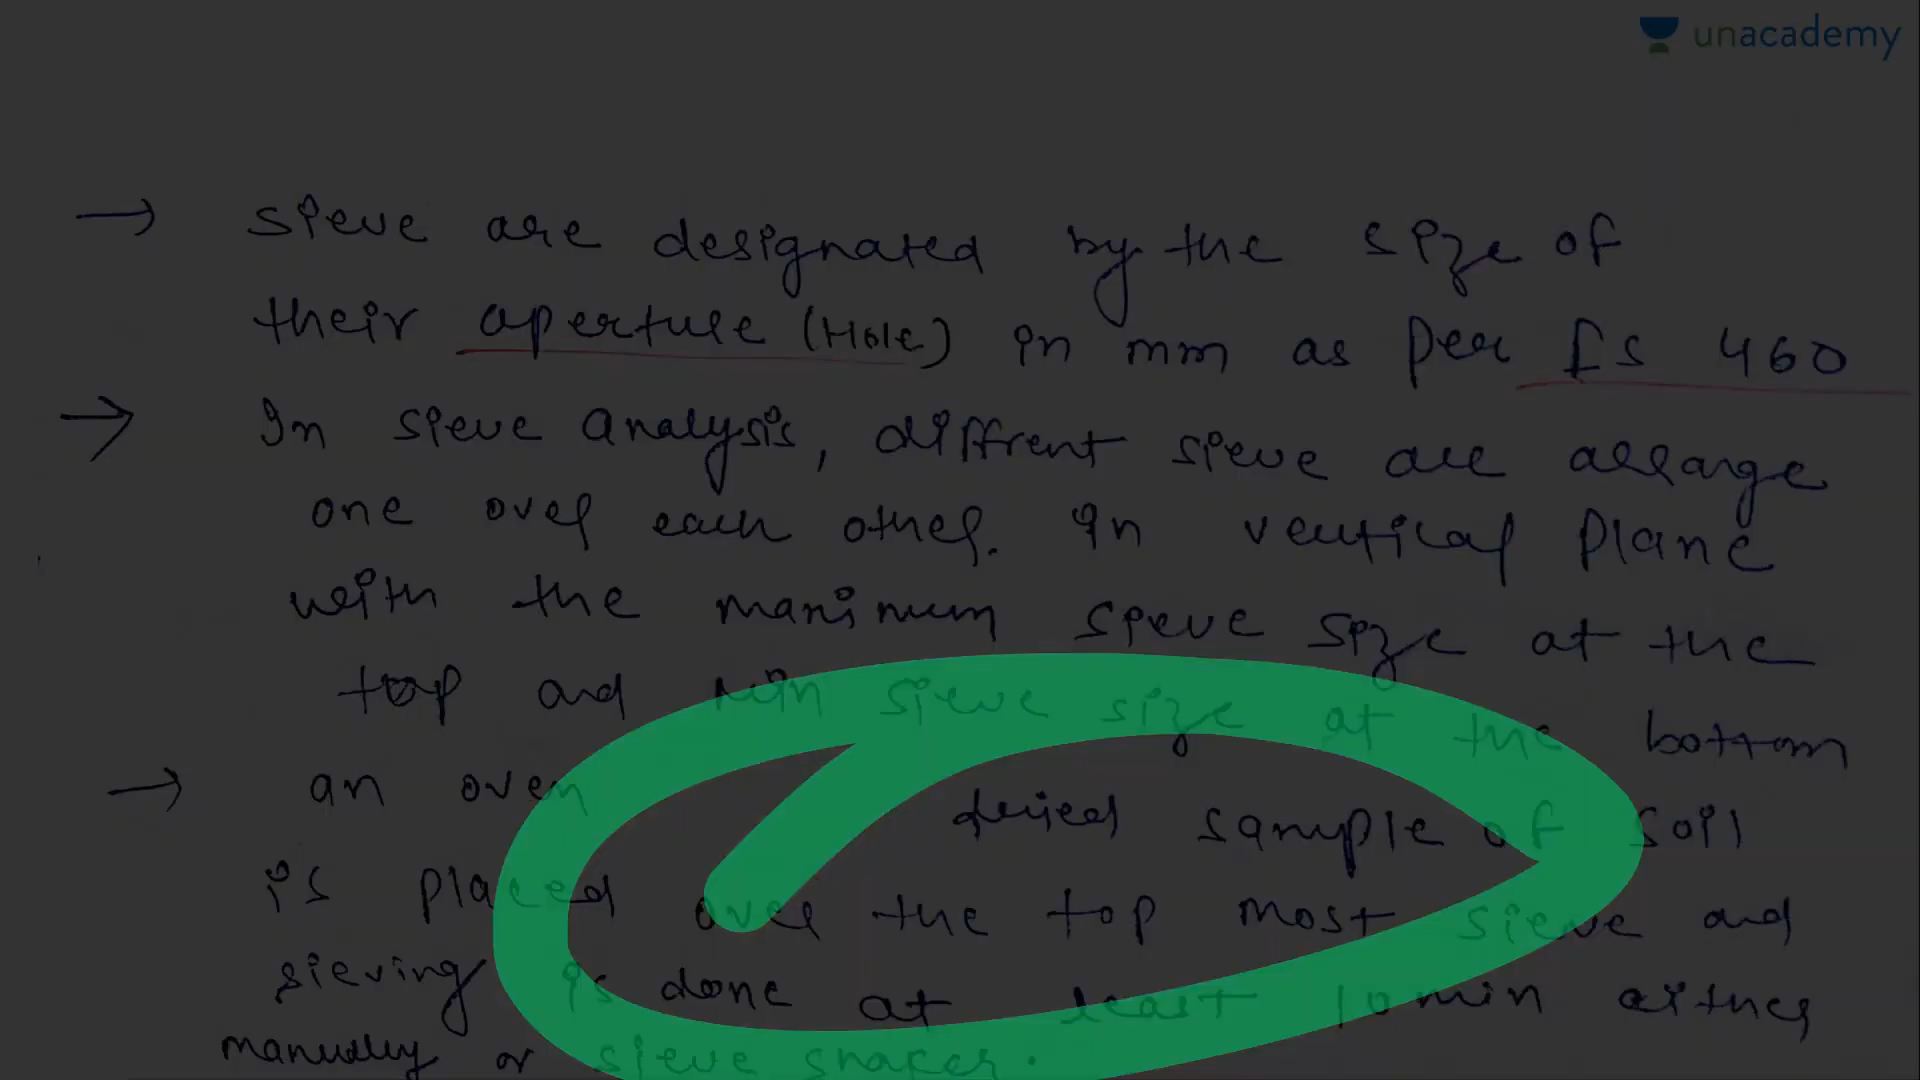 unacademy
→ Sieve are designated by the size of
their aperture (Hole) in mm as per IS 460
→ In sieve analysis, diffrent sieve are arrange
one over each other. In vertical plane
with the maximum sieve size at the
top and min sieve size at the bottom
→ an oven dried sample of soil
is placed over the top most sieve and
sieving is done at least 10 min either
manually or sieve shaker.